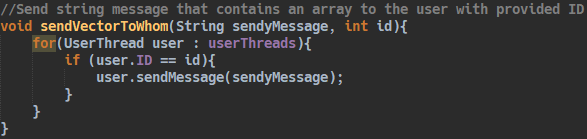 //Send string message that contains an array to the user with provided ID
void sendVectorToWhom(String sendyMessage, int id){
for(UserThread user : userThreads){
if (user.ID == id){
user.sendMessage(sendyMessage);
}
}
}